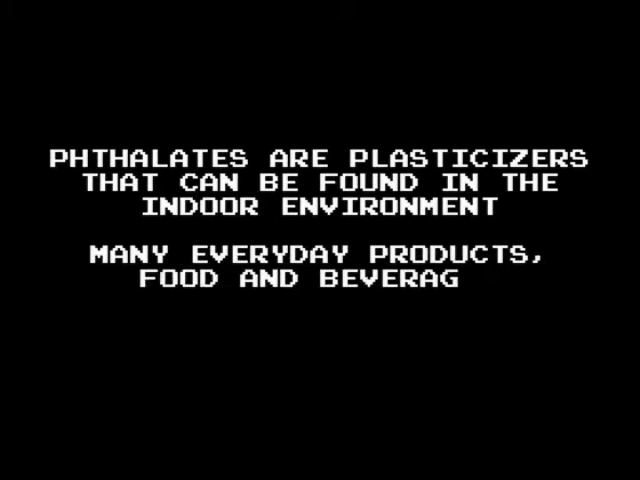 PHTHALATES ARE PLASTICIZERS
THAT CAN BE FOUND IN THE
INDOOR ENVIRONMENT
MANY EVERYDAY PRODUCTS,
FOOD AND BEVERAG